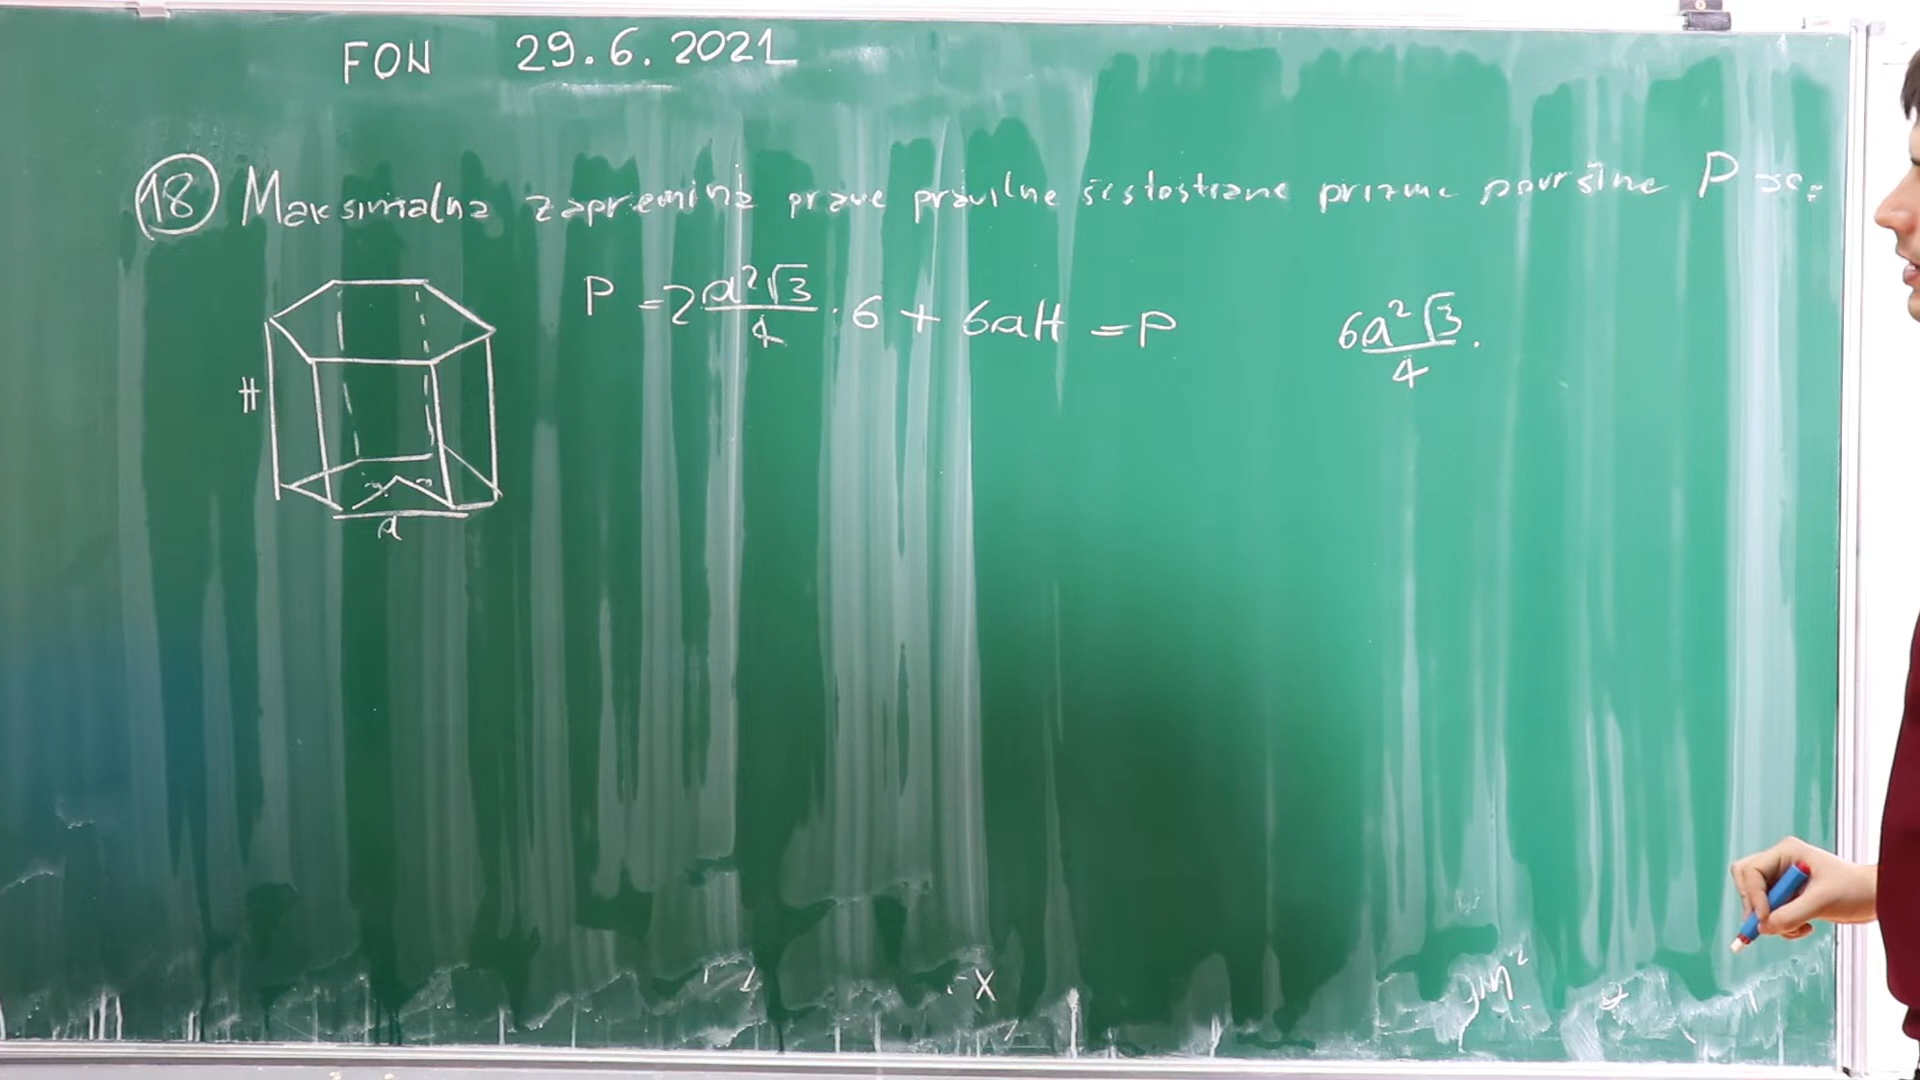 FON 29.6.2021
18 Maksimalna zapremina prave pravilne šestostrane prizme površine P je:
P = 2 a²√3/4 · 6 + 6aH = P
6a²√3/4 ·
H
a
-x